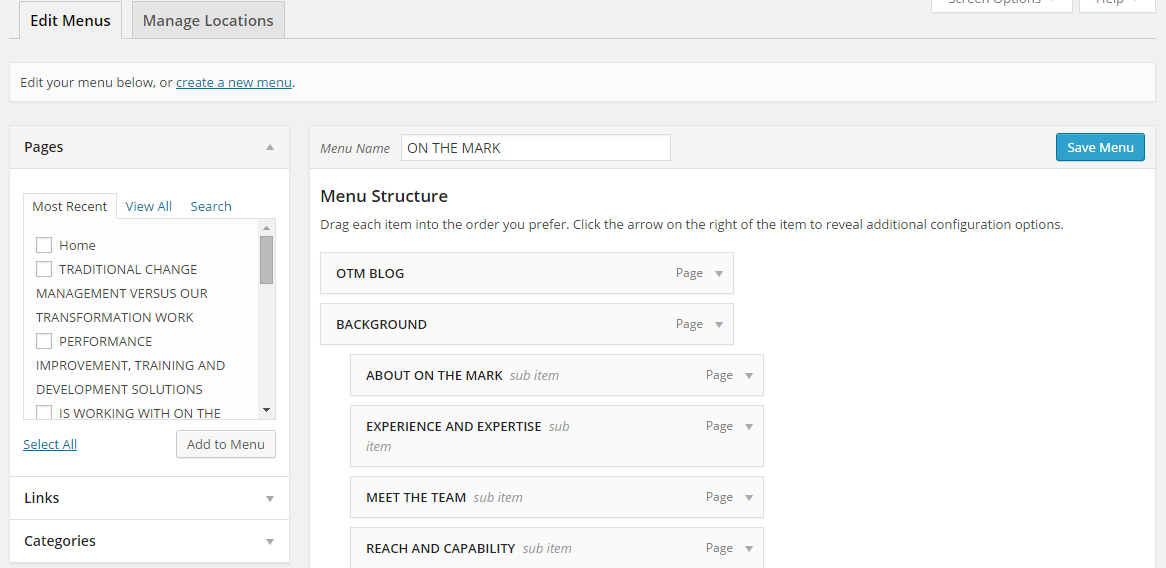 Edit Menus
Manage Locations
Screen Options
Help
Edit your menu below, or create a new menu.
Pages
Most Recent
View All
Search
Home
TRADITIONAL CHANGE
MANAGEMENT VERSUS OUR
TRANSFORMATION WORK
PERFORMANCE
IMPROVEMENT, TRAINING AND
DEVELOPMENT SOLUTIONS
IS WORKING WITH ON THE
Select All
Add to Menu
Links
Categories
Menu Name
ON THE MARK
Save Menu
Menu Structure
Drag each item into the order you prefer. Click the arrow on the right of the item to reveal additional configuration options.
OTM BLOG Page
BACKGROUND Page
ABOUT ON THE MARK sub item Page
EXPERIENCE AND EXPERTISE sub Page
item
MEET THE TEAM sub item Page
REACH AND CAPABILITY sub item Page